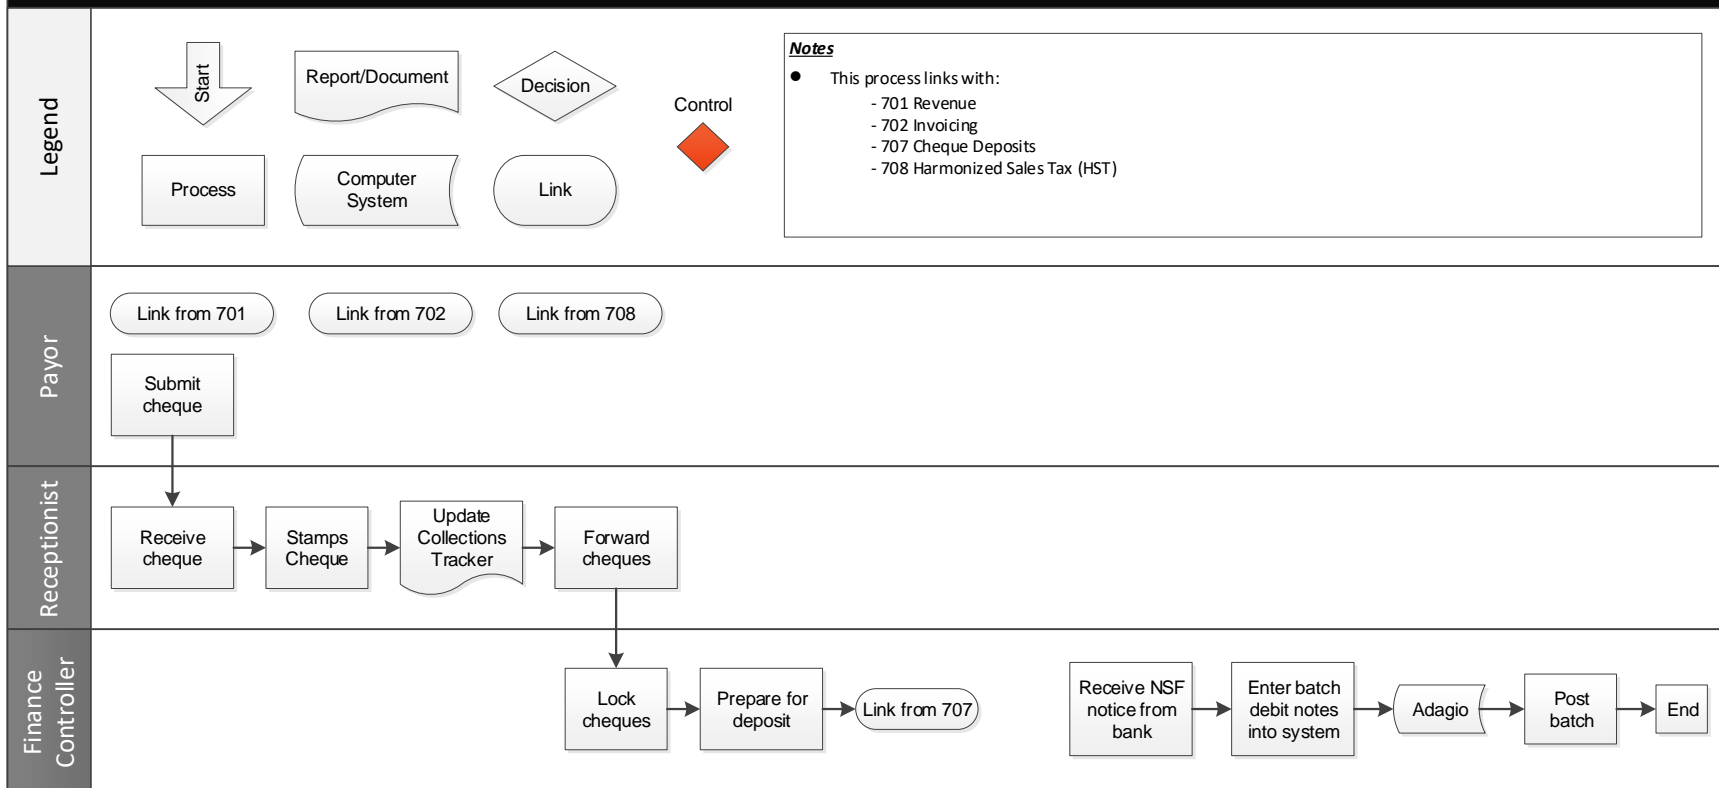 Legend
Start
Report/Document
Decision
Control
Process
Computer
System
Link
Notes
● This process links with:
- 701 Revenue
- 702 Invoicing
- 707 Cheque Deposits
- 708 Harmonized Sales Tax (HST)
Payor
Link from 701
Link from 702
Link from 708
Submit
cheque
Receptionist
Receive
cheque
Stamps
Cheque
Update
Collections
Tracker
Forward
cheques
Finance
Controller
Lock
cheques
Prepare for
deposit
Link from 707
Receive NSF
notice from
bank
Enter batch
debit notes
into system
Adagio
Post
batch
End